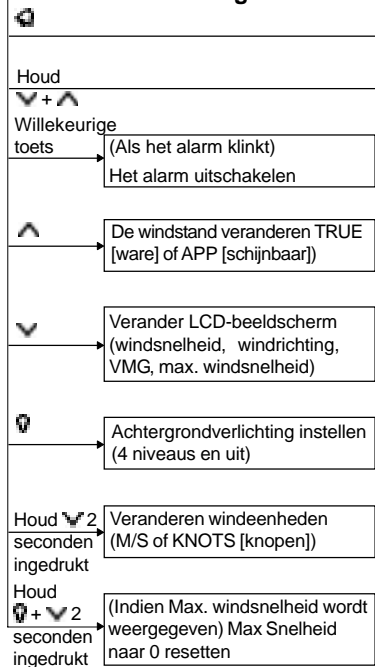 Houd
+
Willekeurige
toets
(Als het alarm klinkt)
Het alarm uitschakelen
De windstand veranderen TRUE
[ware] of APP [schijnbaar])
Verander LCD-beeldscherm
(windsnelheid, windrichting,
VMG, max. windsnelheid)
Achtergrondverlichting instellen
(4 niveaus en uit)
Houd 2
seconden
ingedrukt
Veranderen windeenheden
(M/S of KNOTS [knopen])
Houd
+ 2
seconden
ingedrukt
(Indien Max. windsnelheid wordt
weergegeven) Max Snelheid
naar 0 resetten